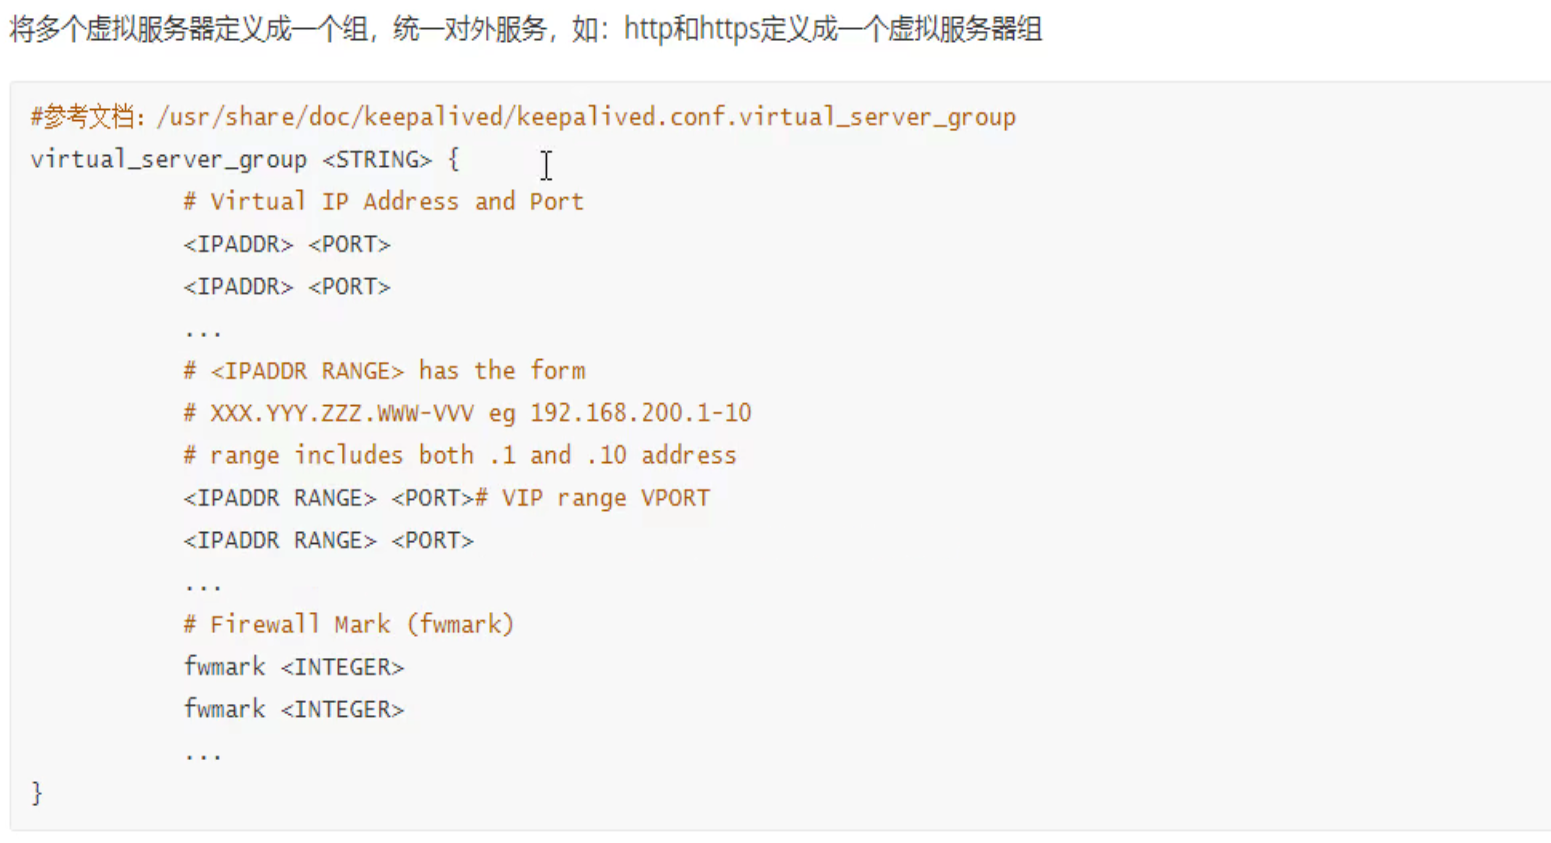 将多个虚拟服务器定义成一个组，统一对外服务，如：http和https定义成一个虚拟服务器组
#参考文档：/usr/share/doc/keepalived/keepalived.conf.virtual_server_group
virtual_server_group <STRING> {
# Virtual IP Address and Port
<IPADDR> <PORT>
<IPADDR> <PORT>
...
# <IPADDR RANGE> has the form
# XXX.YYY.ZZZ.WWW-VVV eg 192.168.200.1-10
# range includes both .1 and .10 address
<IPADDR RANGE> <PORT># VIP range VPORT
<IPADDR RANGE> <PORT>
...
# Firewall Mark (fwmark)
fwmark <INTEGER>
fwmark <INTEGER>
...
}